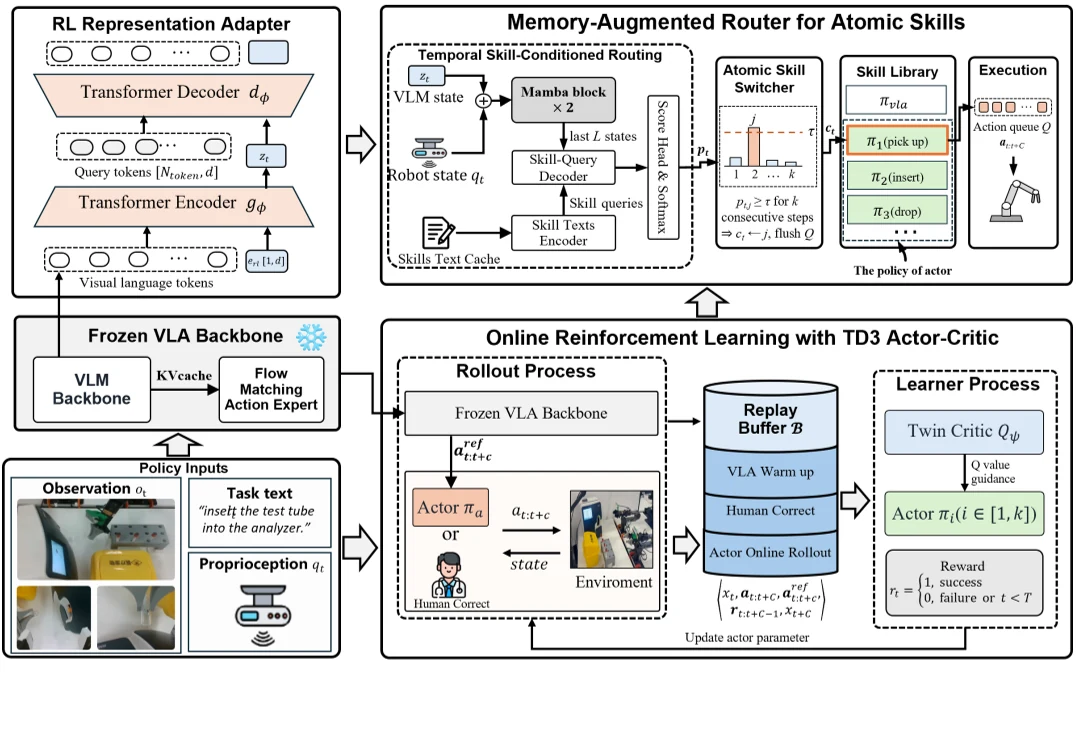 RL Representation Adapter
...
Transformer Decoder dϕ
...
Query tokens [Ntoken, d]
zt
Transformer Encoder gϕ
...
erl [1,d]
Visual language tokens
Frozen VLA Backbone
VLM
Backbone
KVcache
Flow
Matching
Action Expert
Policy Inputs
Observation ot
Task text
“insert the test tube
into the analyzer.”
Proprioception qt
Memory-Augmented Router for Atomic Skills
Temporal Skill-Conditioned Routing
zt
VLM state
Robot state qt
Mamba block
× 2
last L states
Skill-Query
Decoder
Skill queries
Skill Texts
Encoder
Skills Text Cache
Score Head & Softmax
pt
Atomic Skill
Switcher
j
τ
1 2 ... k
pt,j ≥ τ for k
consecutive steps
⇒ ct ← j, flush Q
ct
Skill Library
πvla
π1(pick up)
π2(insert)
π3(drop)
...
The policy of actor
Execution
...
Action queue Q
at:t+C
Online Reinforcement Learning with TD3 Actor-Critic
Rollout Process
Frozen VLA Backbone
aref t:t+c
Actor πa
or
Human Correct
at:t+c
state
Enviroment
Replay
Buffer ℬ
VLA Warm up
Human Correct
Actor Online Rollout
⟨xt, at:t+C, aref t:t+C,
rt:t+C−1, xt+C⟩
Learner Process
Twin Critic Qψ
Q value
guidance
Actor πi(i ∈ [1, k])
Reward
rt = {1, success
0, failure or t < T
Update actor parameter